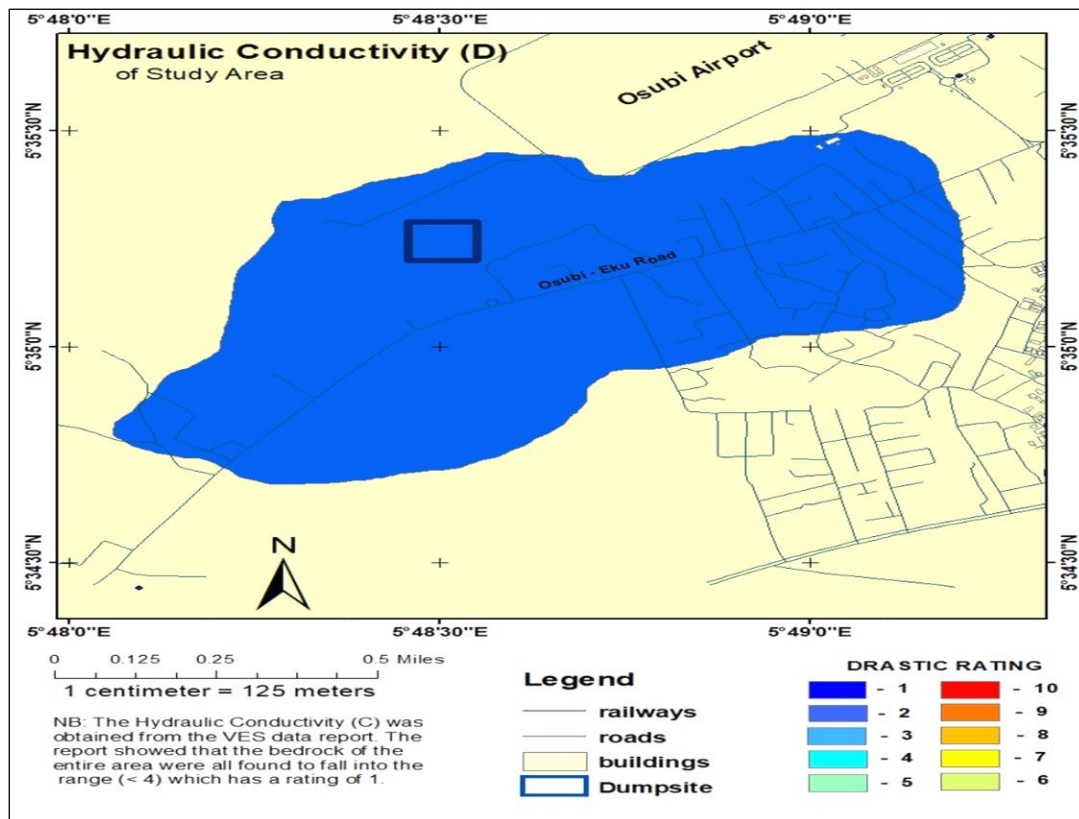 5°48'0"E 5°48'30"E 5°49'0"E
Hydraulic Conductivity (D)
of Study Area
Osubi Airport
5°35'30"N 5°35'30"N
Osubi - Eku Road
5°35'0"N 5°35'0"N
5°34'30"N 5°34'30"N
N
5°48'0"E 5°48'30"E 5°49'0"E
0 0.125 0.25 0.5 Miles
1 centimeter = 125 meters
NB: The Hydraulic Conductivity (C) was
obtained from the VES data report. The
report showed that the bedrock of the
entire area were all found to fall into the
range (< 4) which has a rating of 1.
Legend
railways
roads
buildings
Dumpsite
DRASTIC RATING
- 1 - 10
- 2 - 9
- 3 - 8
- 4 - 7
- 5 - 6